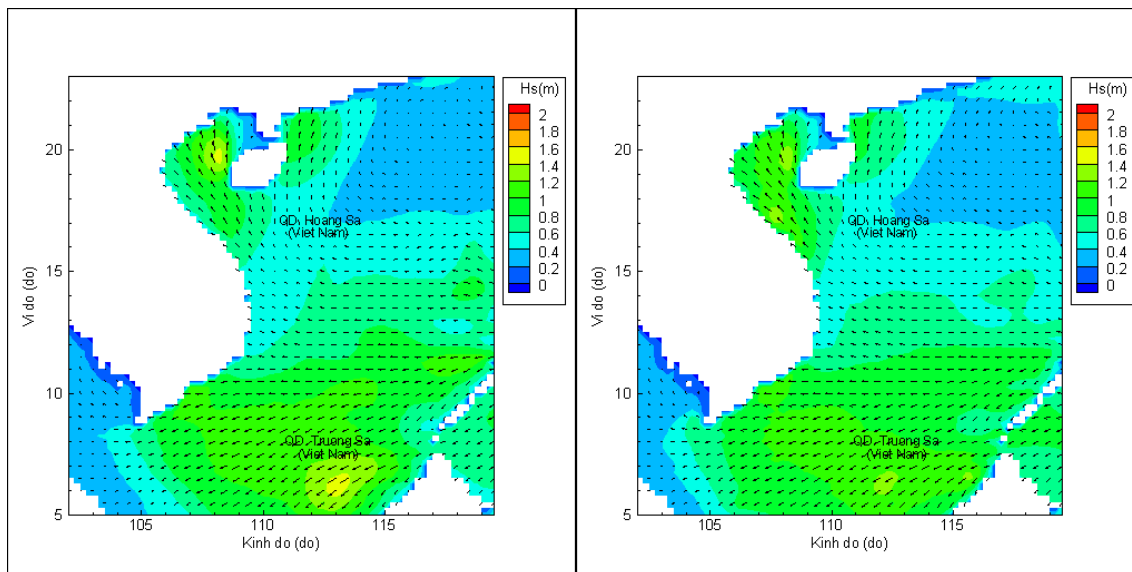 Hs(m)
2
1.8
1.6
1.4
1.2
1
0.8
0.6
0.4
0.2
0
20
15
10
5
Vi do (do)
105
110
115
Kinh do (do)
QD. Hoang Sa
(Viet Nam)
QD. Truong Sa
(Viet Nam)
Hs(m)
2
1.8
1.6
1.4
1.2
1
0.8
0.6
0.4
0.2
0
20
15
10
5
Vi do (do)
105
110
115
Kinh do (do)
QD. Hoang Sa
(Viet Nam)
QD. Truong Sa
(Viet Nam)